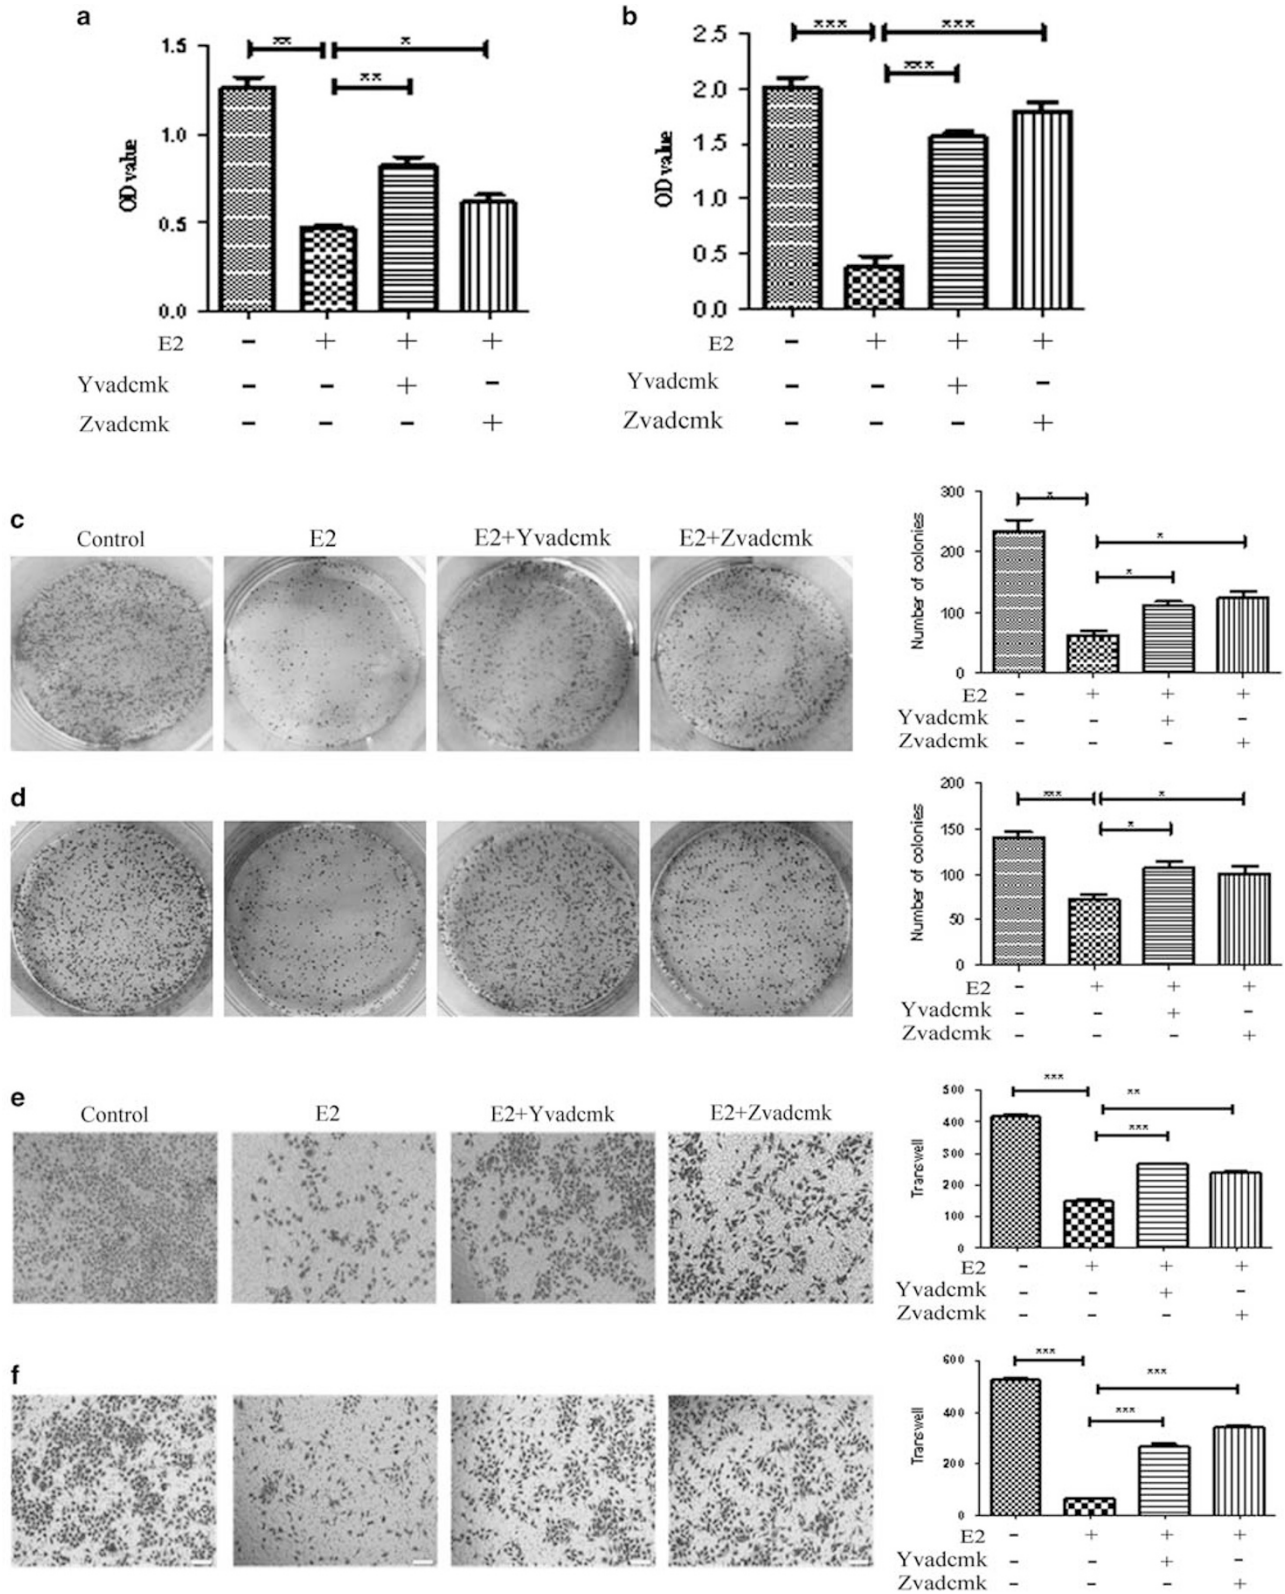 a
** *
**
1.5
1.0
0.5
0.0
OD value
E2 - + + +
Yvadcmk - - + -
Zvadcmk - - - +
b
*** ***
***
2.5
2.0
1.5
1.0
0.5
0.0
OD value
E2 - + + +
Yvadcmk - - + -
Zvadcmk - - - +
c
Control E2 E2+Yvadcmk E2+Zvadcmk
*
*
*
300
200
100
0
Number of colonies
E2 - + + +
Yvadcmk - - + -
Zvadcmk - - - +
d
*** *
*
200
150
100
50
0
Number of colonies
E2 - + + +
Yvadcmk - - + -
Zvadcmk - - - +
e
Control E2 E2+Yvadcmk E2+Zvadcmk
***
**
***
500
400
300
200
100
0
Transwell
E2 - + + +
Yvadcmk - - + -
Zvadcmk - - - +
f
***
***
***
600
400
200
0
Transwell
E2 - + + +
Yvadcmk - - + -
Zvadcmk - - - +